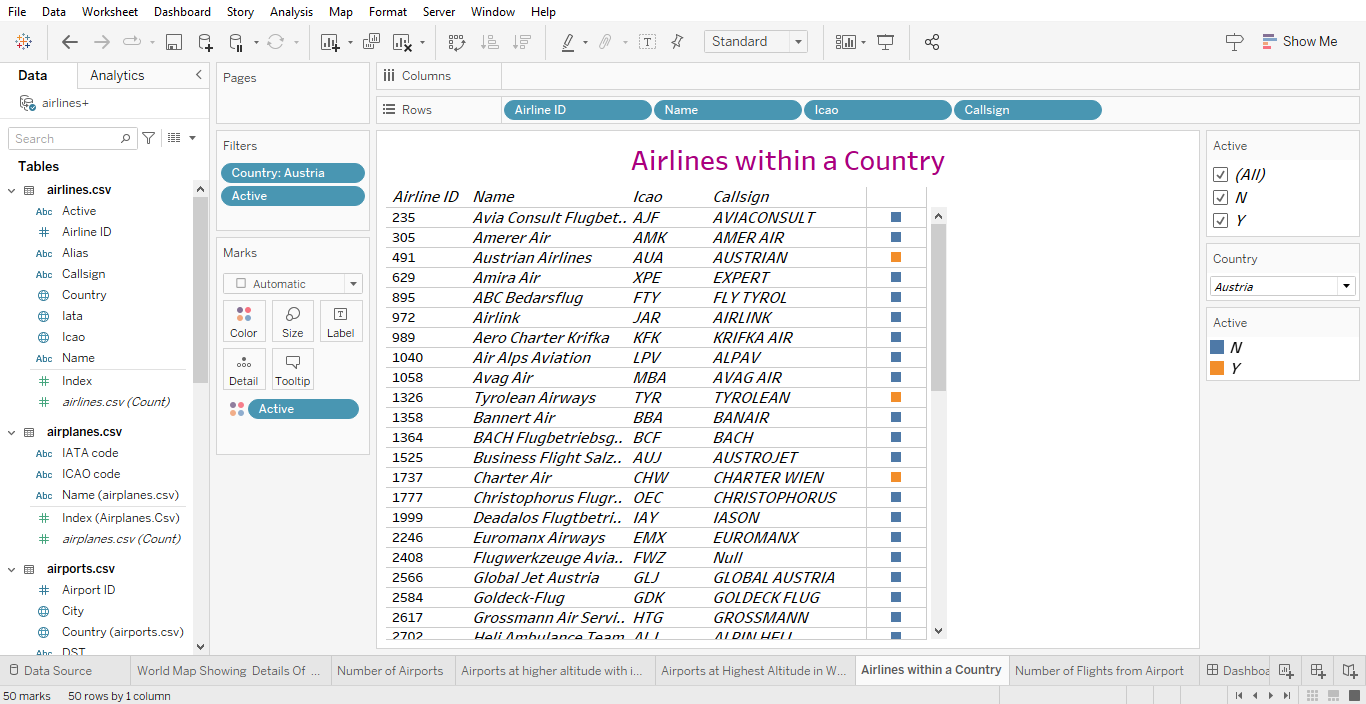 File Data Worksheet Dashboard Story Analysis Map Format Server Window Help
Standard
Show Me
Data Analytics
airlines+
Search
Tables
airlines.csv
Abc Active
Airline ID
Abc Alias
Abc Callsign
Country
Iata
Icao
Abc Name
Index
airlines.csv (Count)
airplanes.csv
Abc IATA code
Abc ICAO code
Abc Name (airplanes.csv)
Index (Airplanes.Csv)
airplanes.csv (Count)
airports.csv
Airport ID
City
Country (airports.csv)
Abc DST
Pages
Filters
Country: Austria
Active
Marks
Automatic
Color Size Label
Detail Tooltip
Active
Columns
Rows Airline ID Name Icao Callsign
Airlines within a Country
Airline ID Name Icao Callsign
235 Avia Consult Flugbet.. AJF AVIACONSULT
305 Amerer Air AMK AMER AIR
491 Austrian Airlines AUA AUSTRIAN
629 Amira Air XPE EXPERT
895 ABC Bedarsflug FTY FLY TYROL
972 Airlink JAR AIRLINK
989 Aero Charter Krifka KFK KRIFKA AIR
1040 Air Alps Aviation LPV ALPAV
1058 Avag Air MBA AVAG AIR
1326 Tyrolean Airways TYR TYROLEAN
1358 Bannert Air BBA BANAIR
1364 BACH Flugbetriebsg.. BCF BACH
1525 Business Flight Salz.. AUJ AUSTROJET
1737 Charter Air CHW CHARTER WIEN
1777 Christophorus Flugr.. OEC CHRISTOPHORUS
1999 Deadalos Flugtbetri.. IAY IASON
2246 Euromanx Airways EMX EUROMANX
2408 Flugwerkzeuge Avia.. FWZ Null
2566 Global Jet Austria GLJ GLOBAL AUSTRIA
2584 Goldeck-Flug GDK GOLDECK FLUG
2617 Grossmann Air Servi.. HTG GROSSMANN
2702 Heli Ambulance Team ALJ ALPIN HELI
Active
(All)
N
Y
Country
Austria
Active
N
Y
Data Source World Map Showing Details Of ... Number of Airports Airports at higher altitude with i... Airports at Highest Altitude in W... Airlines within a Country Number of Flights from Airport Dashboa
50 marks 50 rows by 1 column